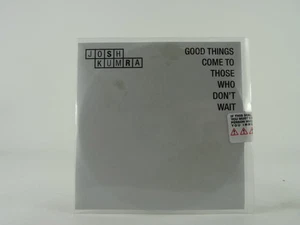 JOSH
KUMRA
GOOD THINGS
COME TO
THOSE
WHO
DON'T
WAIT